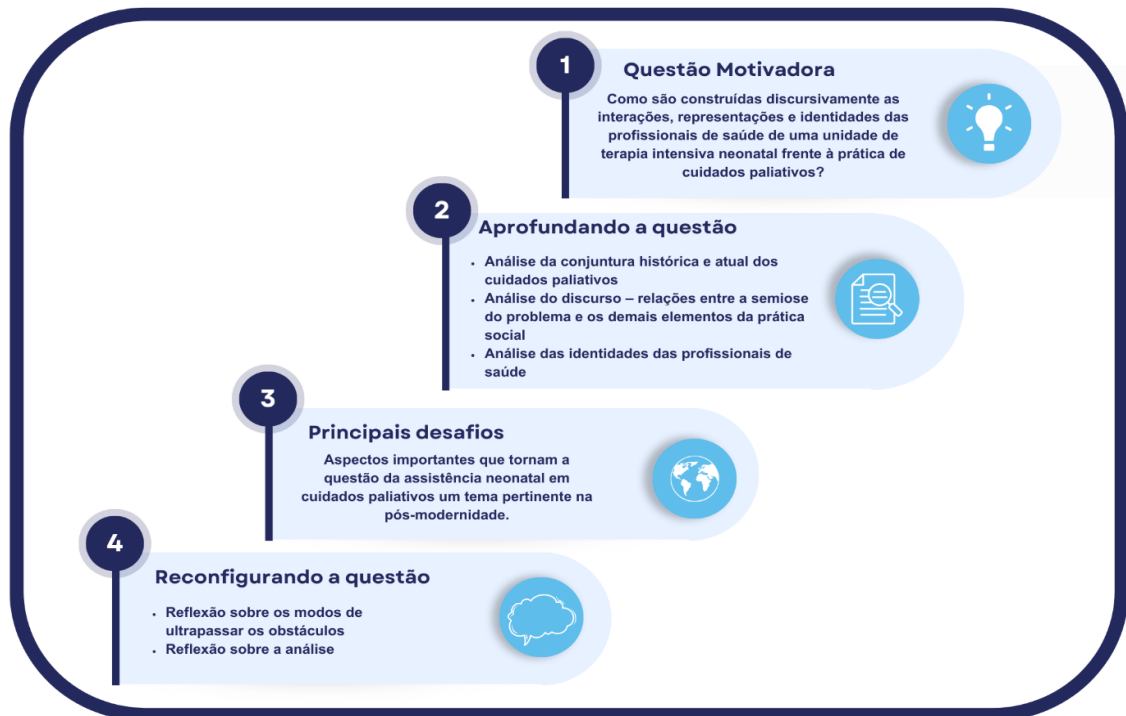 1
Questão Motivadora
Como são construídas discursivamente as
interações, representações e identidades das
profissionais de saúde de uma unidade de
terapia intensiva neonatal frente à prática de
cuidados paliativos?
2
Aprofundando a questão
• Análise da conjuntura histórica e atual dos
cuidados paliativos
• Análise do discurso – relações entre a semiose
do problema e os demais elementos da prática
social
• Análise das identidades das profissionais de
saúde
3
Principais desafios
Aspectos importantes que tornam a
questão da assistência neonatal em
cuidados paliativos um tema pertinente na
pós-modernidade.
4
Reconfigurando a questão
• Reflexão sobre os modos de
ultrapassar os obstáculos
• Reflexão sobre a análise